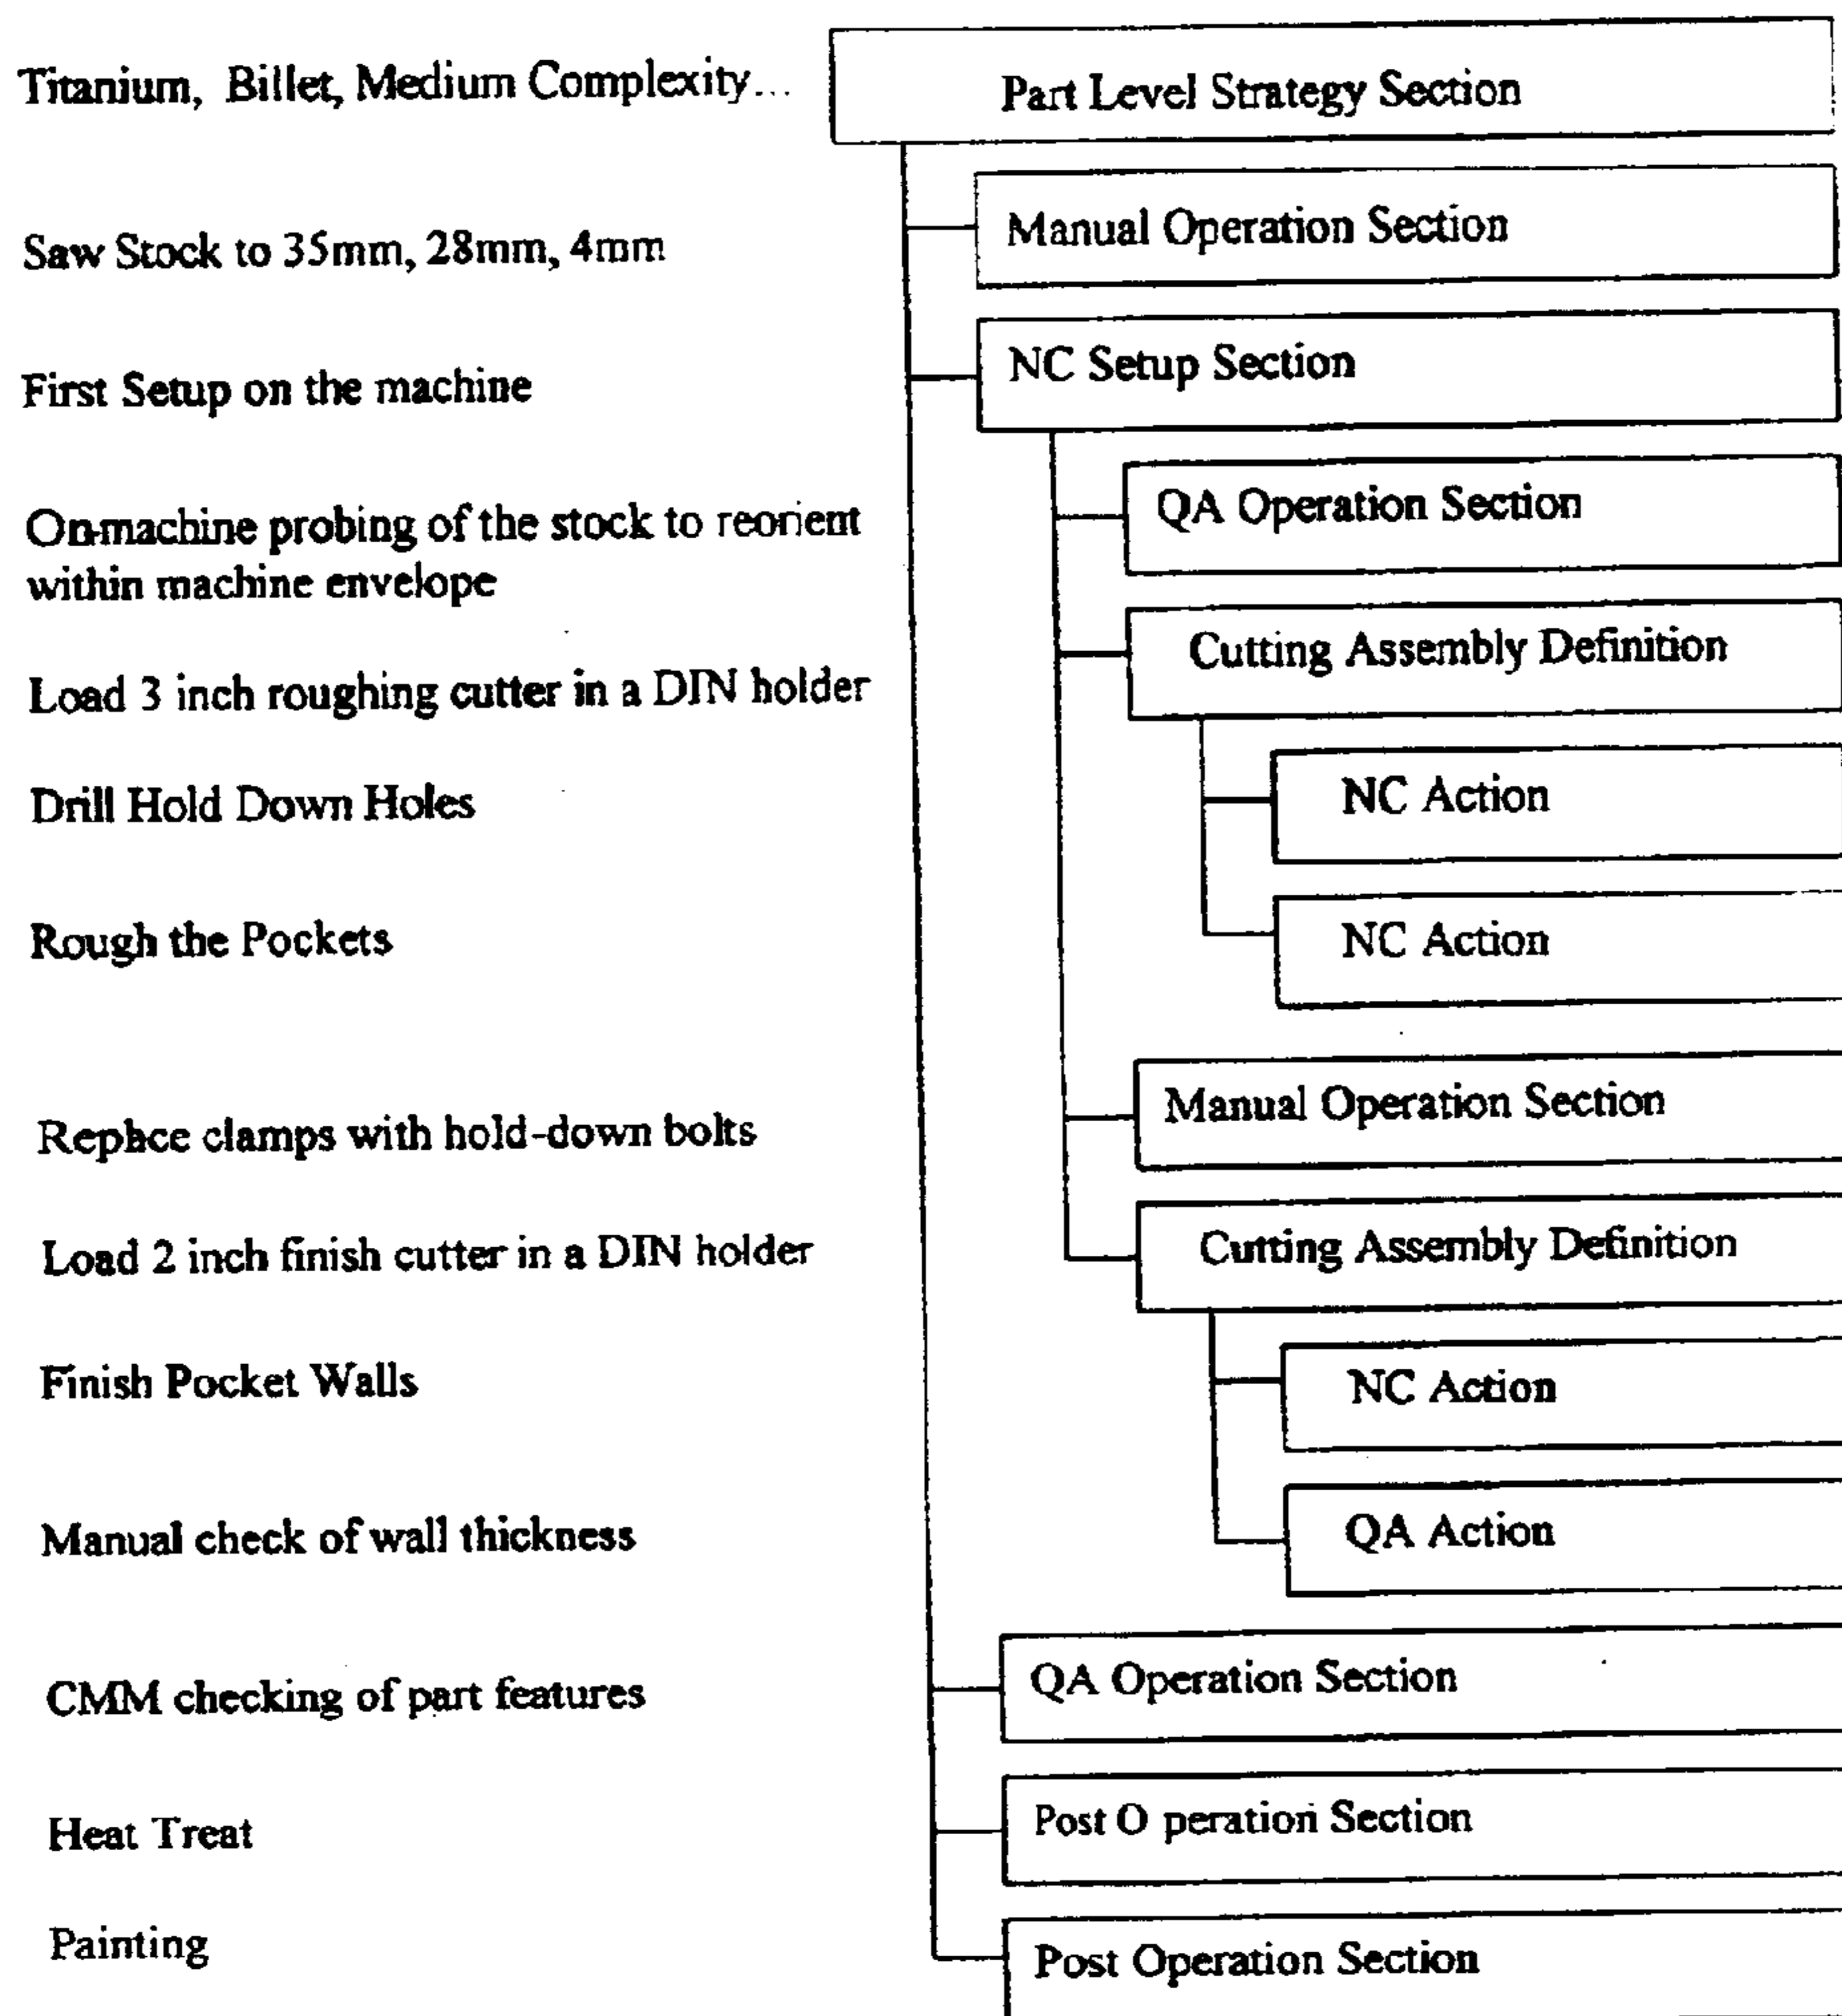 Titanium, Billet, Medium Complexity...
Part Level Strategy Section
Saw Stock to 35mm, 28mm, 4mm
Manual Operation Section
First Setup on the machine
NC Setup Section
On-machine probing of the stock to reorient
within machine envelope
QA Operation Section
Load 3 inch roughing cutter in a DIN holder
Cutting Assembly Definition
Drill Hold Down Holes
NC Action
Rough the Pockets
NC Action
Replace clamps with hold-down bolts
Manual Operation Section
Load 2 inch finish cutter in a DIN holder
Cutting Assembly Definition
Finish Pocket Walls
NC Action
Manual check of wall thickness
QA Action
CMM checking of part features
QA Operation Section
Heat Treat
Post O peration Section
Painting
Post Operation Section